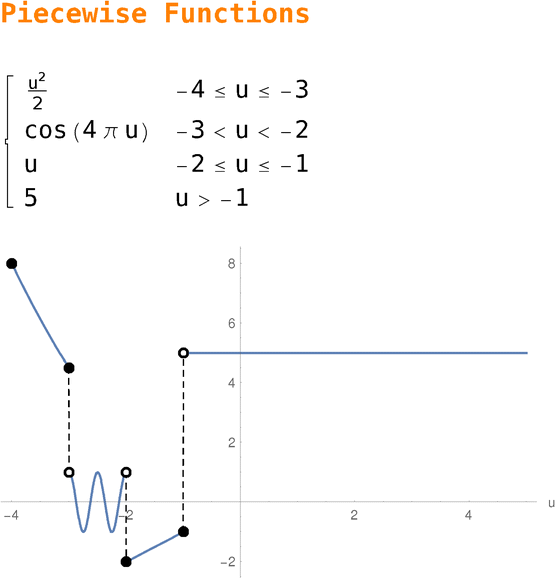 Piecewise Functions
u²/2 −4 ≤ u ≤ −3
cos (4 π u) −3 < u < −2
u −2 ≤ u ≤ −1
5 u > −1
8
6
4
2
u
−4 −2 2 4
−2